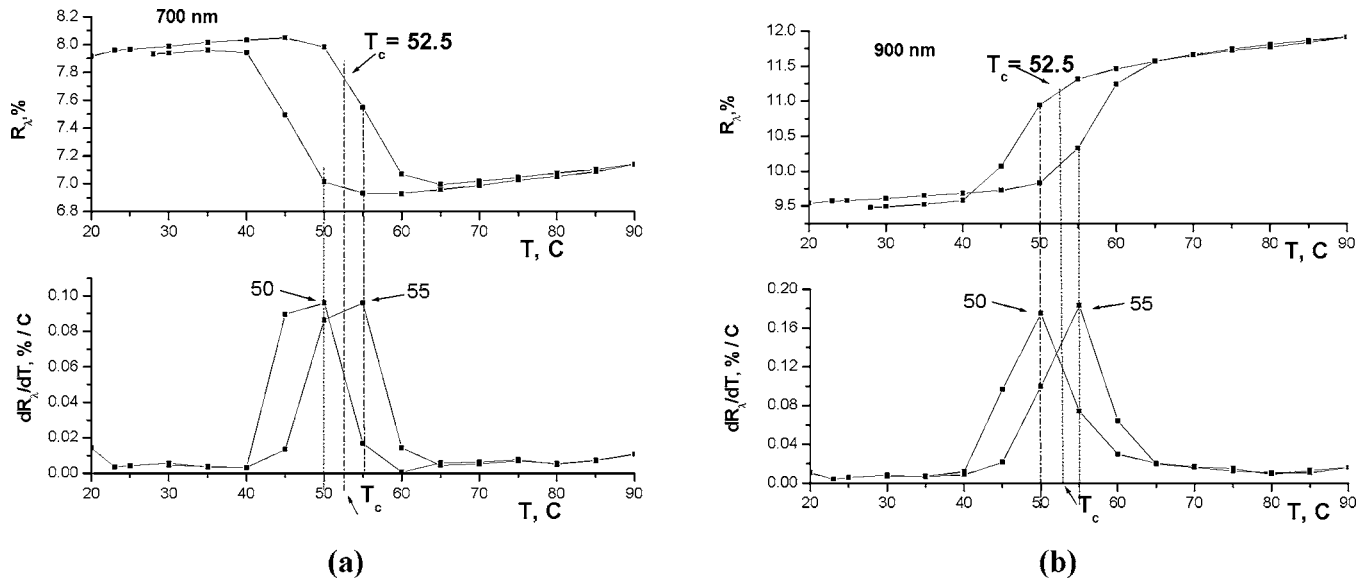 700 nm
T_c = 52.5
R_λ,%
8.2
8.0
7.8
7.6
7.4
7.2
7.0
6.8
20 30 40 50 60 70 80 90
T, C
50
55
dR_λ/dT, % / C
0.10
0.08
0.06
0.04
0.02
0.00
20 30 40 50 60 70 80 90
T_c
T, C
(a)
900 nm
T_c = 52.5
R_λ,%
12.0
11.5
11.0
10.5
10.0
9.5
20 30 40 50 60 70 80 90
T, C
50
55
dR_λ/dT, % / C
0.20
0.16
0.12
0.08
0.04
0.00
20 30 40 50 60 70 80 90
T_c
T, C
(b)